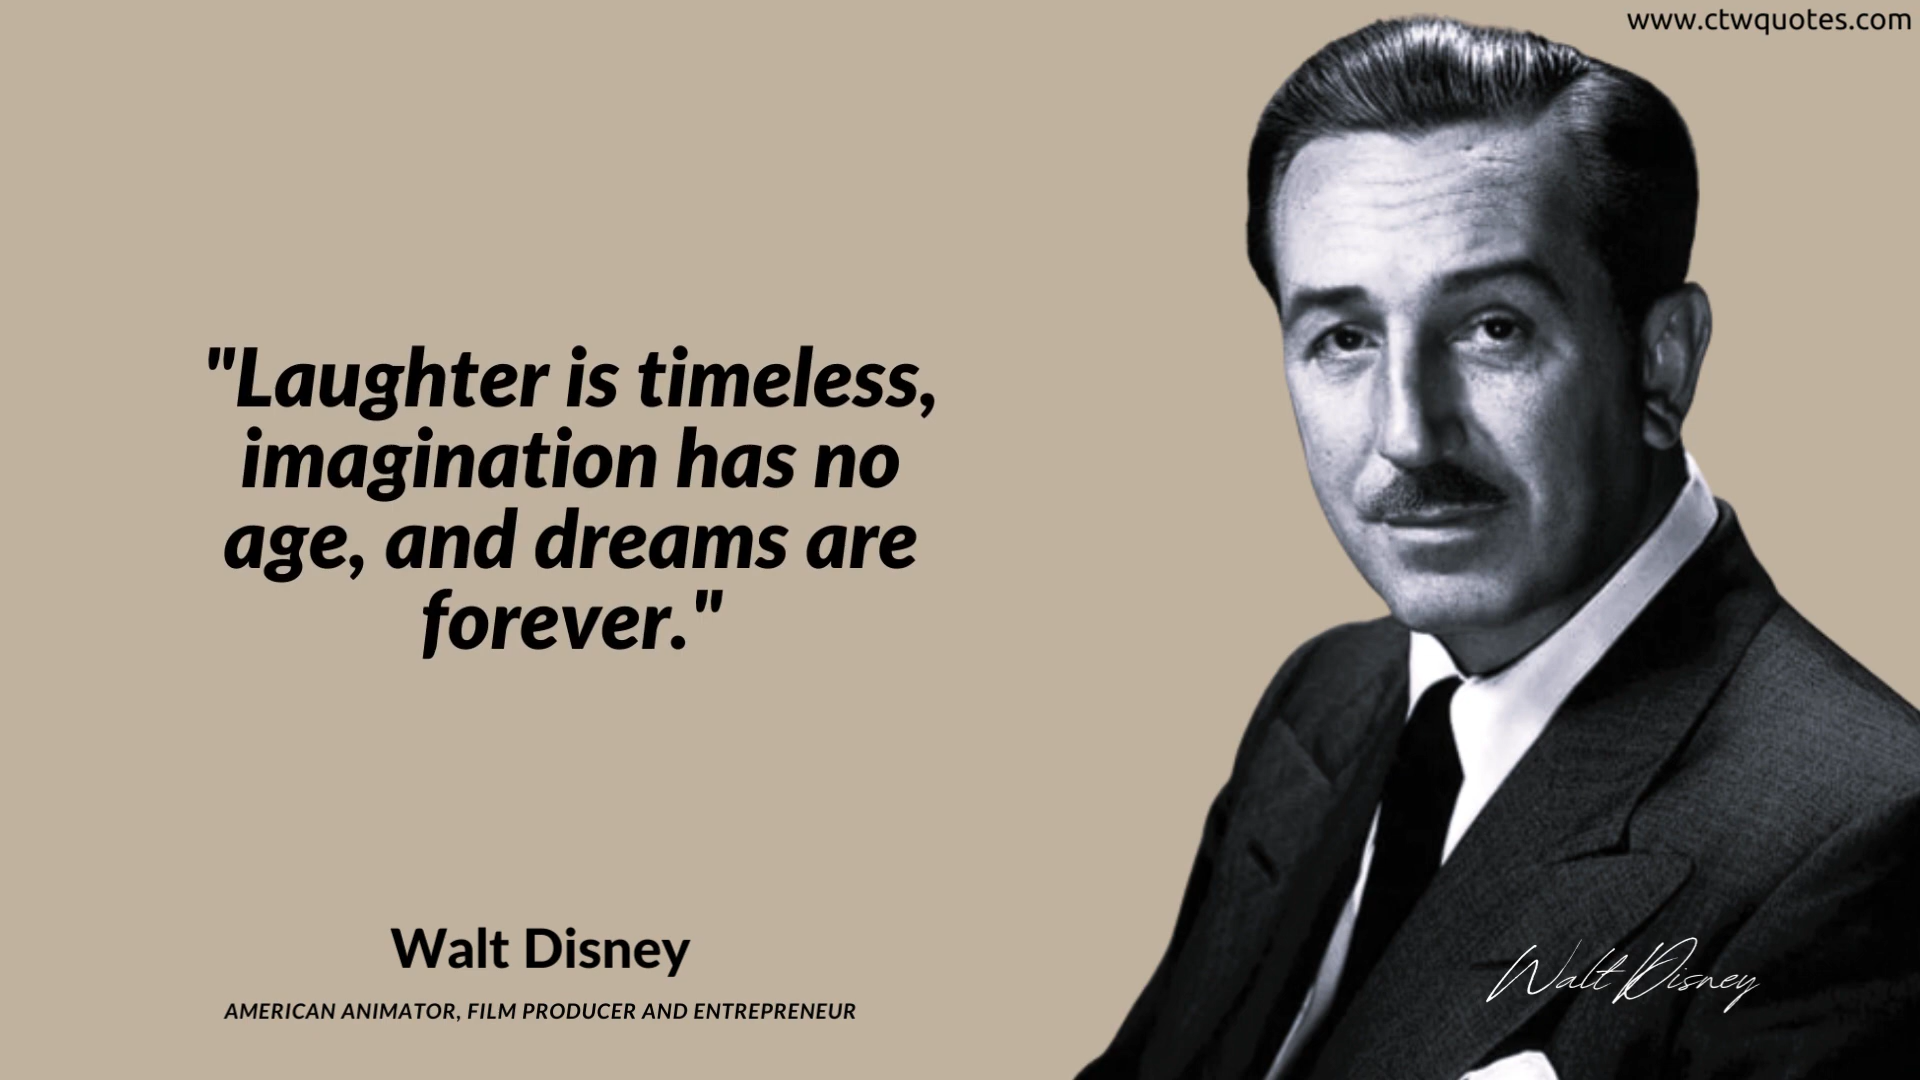 www.ctwquotes.com
"Laughter is timeless,
imagination has no
age, and dreams are
forever."
Walt Disney
AMERICAN ANIMATOR, FILM PRODUCER AND ENTREPRENEUR
Walt Disney